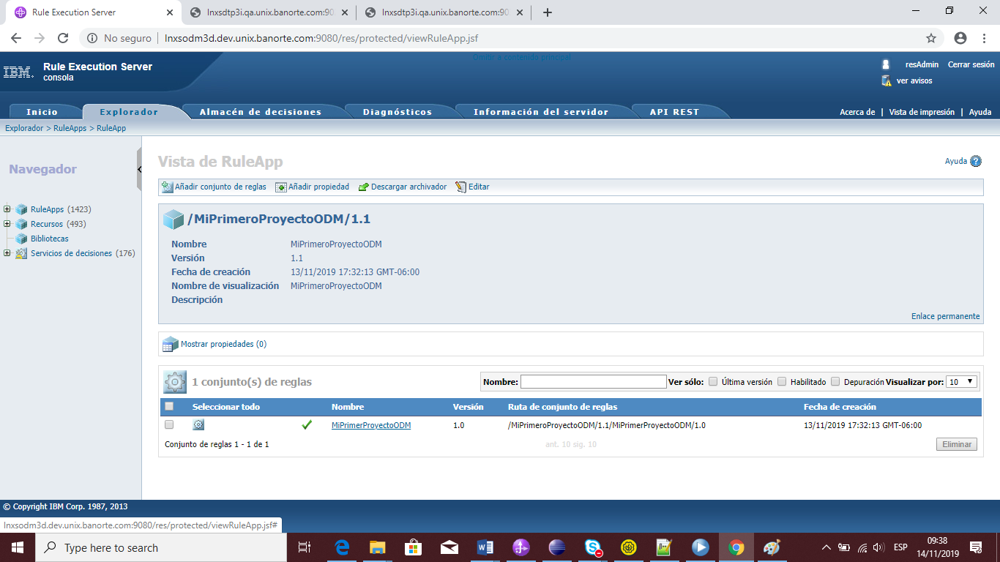 Rule Execution Server
lnxsdtp3i.qa.unix.banorte.com:90
lnxsdtp3i.qa.unix.banorte.com:90
No seguro
lnxsodm3d.dev.unix.banorte.com:9080/res/protected/viewRuleApp.jsf
Omitir a contenido principal
IBM.
Rule Execution Server
consola
resAdmin Cerrar sesión
ver avisos
Inicio Explorador Almacén de decisiones Diagnósticos Información del servidor API REST
Acerca de | Vista de impresión | Ayuda
Explorador > RuleApps > RuleApp
Navegador
RuleApps (1423)
Recursos (493)
Bibliotecas
Servicios de decisiones (176)
Vista de RuleApp
Ayuda ?
Añadir conjunto de reglas Añadir propiedad Descargar archivador Editar
/MiPrimeroProyectoODM/1.1
Nombre MiPrimeroProyectoODM
Versión 1.1
Fecha de creación 13/11/2019 17:32:13 GMT-06:00
Nombre de visualización MiPrimeroProyectoODM
Descripción
Enlace permanente
Mostrar propiedades (0)
1 conjunto(s) de reglas
Nombre: Ver sólo: Última versión Habilitado Depuración Visualizar por: 10
Seleccionar todo Nombre Versión Ruta de conjunto de reglas Fecha de creación
MiPrimerProyectoODM 1.0 /MiPrimeroProyectoODM/1.1/MiPrimerProyectoODM/1.0 13/11/2019 17:32:13 GMT-06:00
Conjunto de reglas 1 - 1 de 1 ant. 10 sig. 10 Eliminar
© Copyright IBM Corp. 1987, 2013
lnxsodm3d.dev.unix.banorte.com:9080/res/protected/viewRuleApp.jsf#
Type here to search
ESP
09:38
14/11/2019